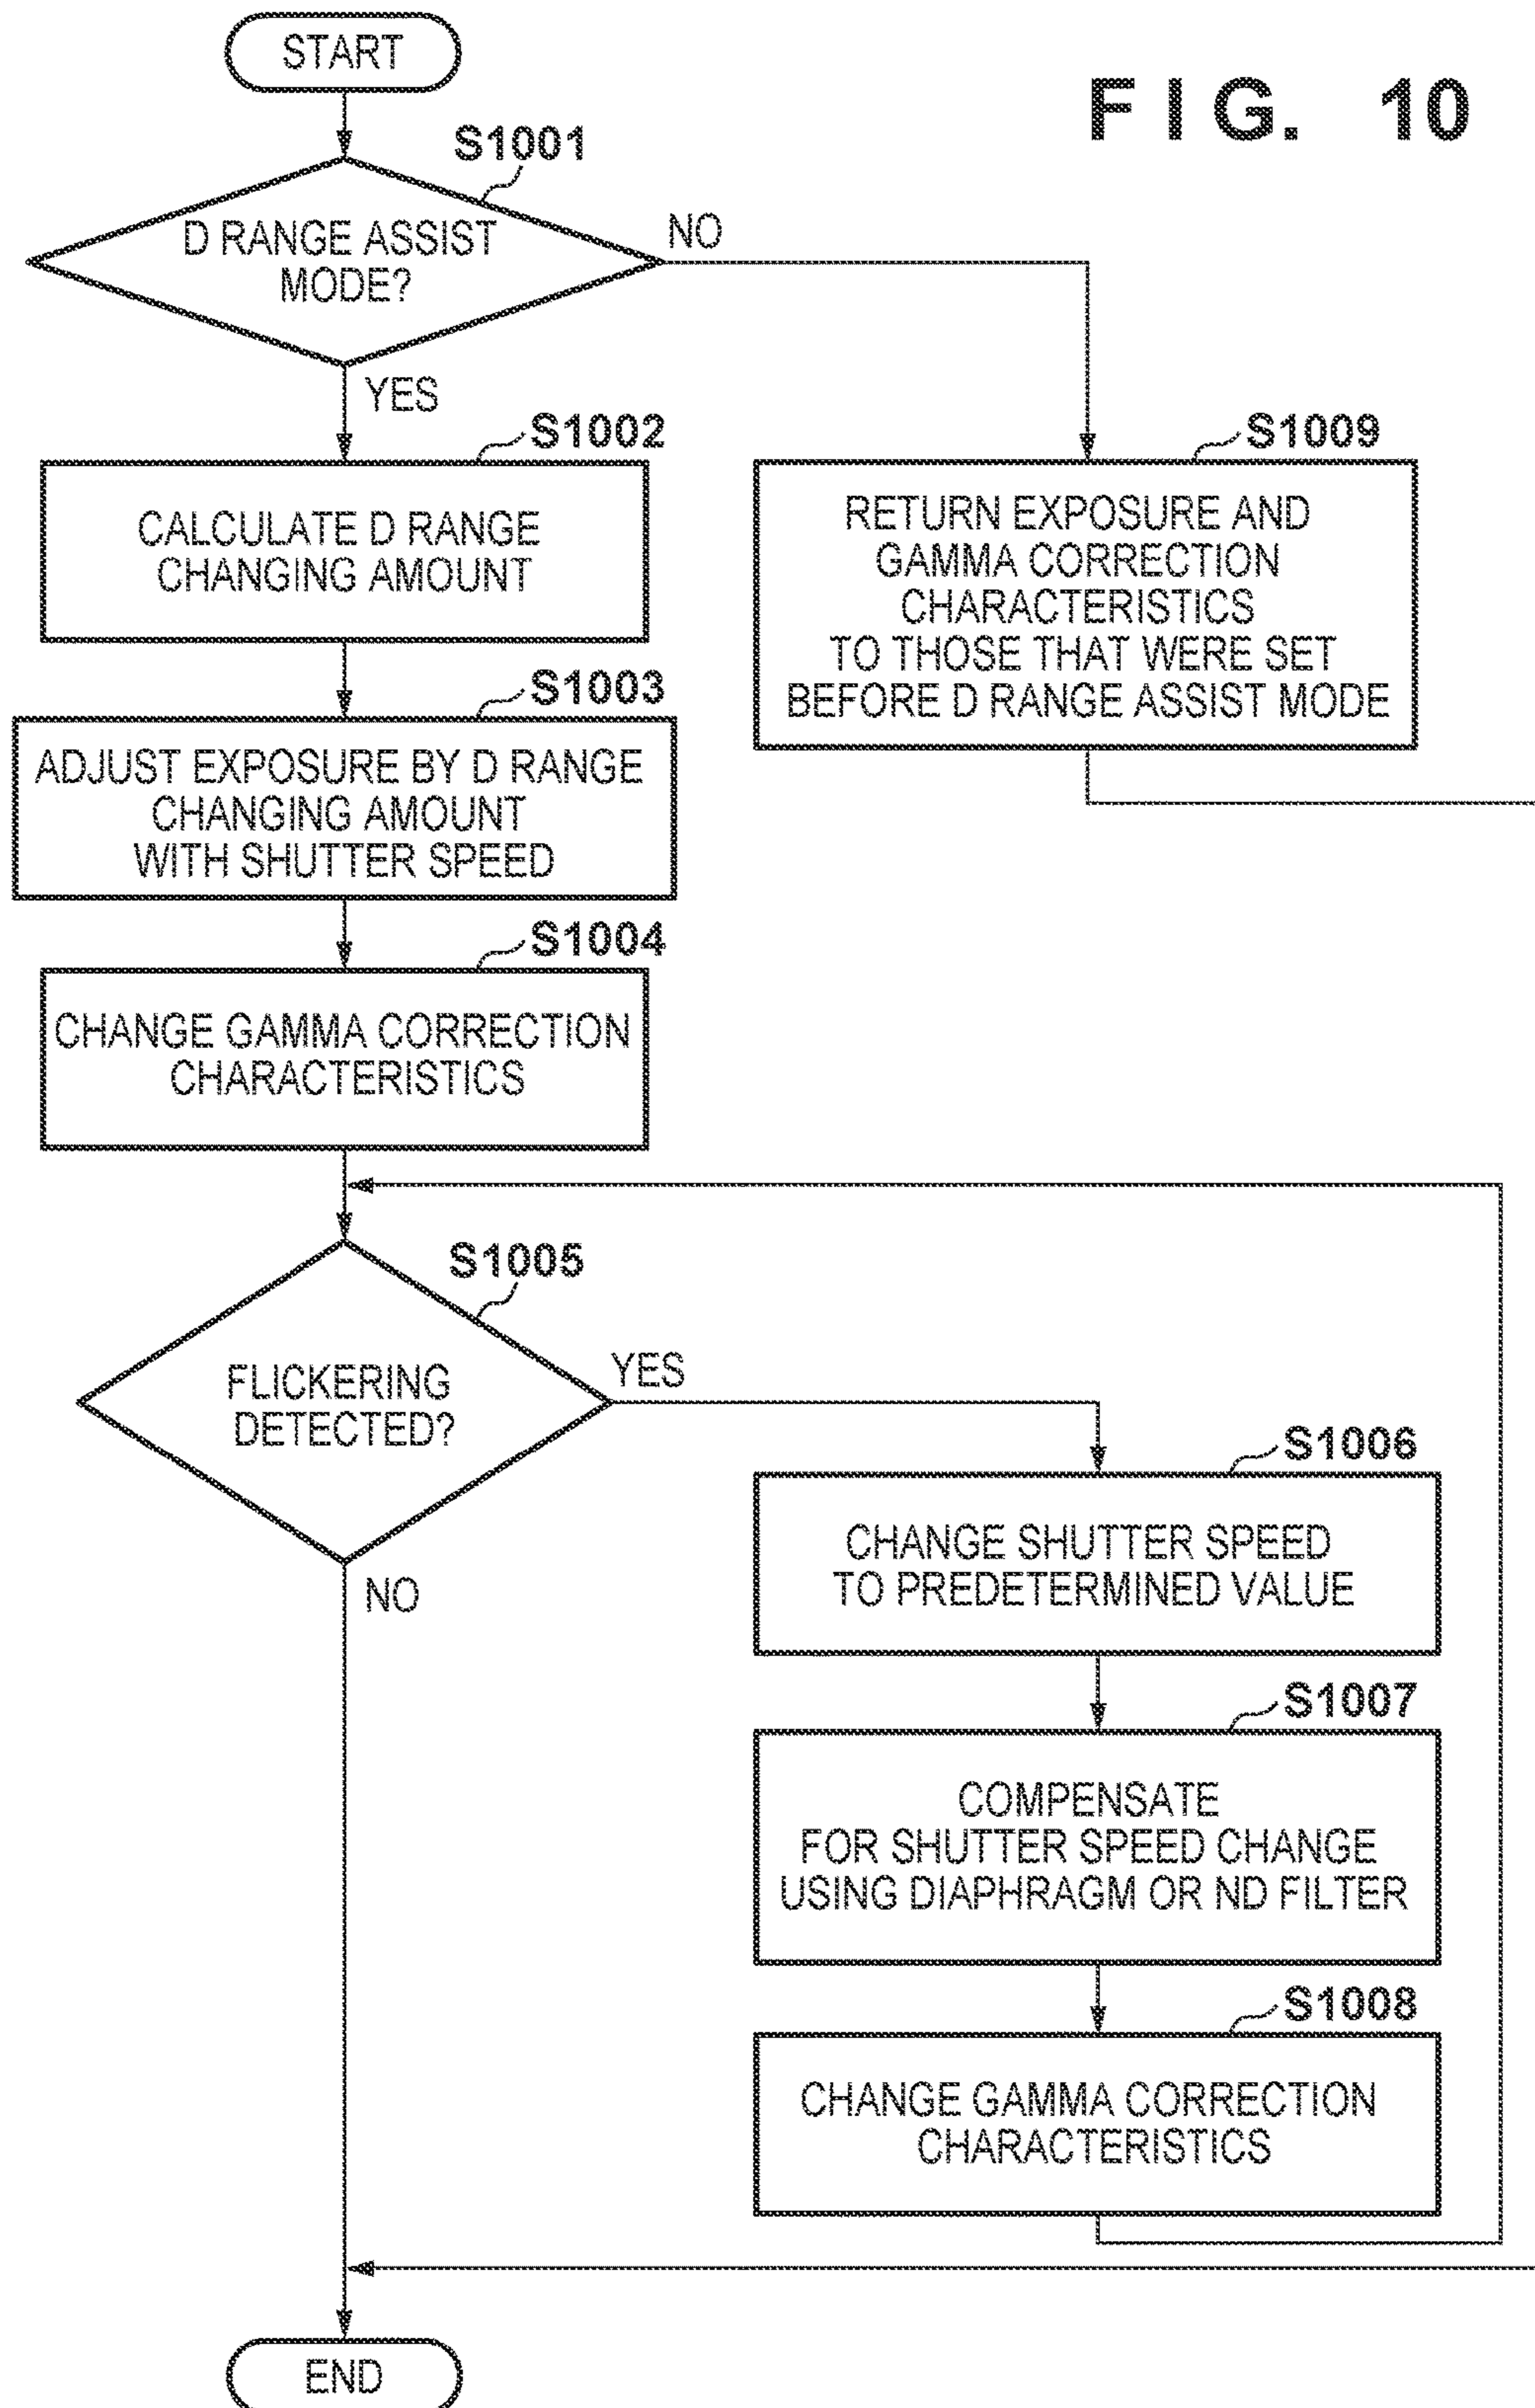 START
FIG. 10
S1001
D RANGE ASSIST
MODE?
NO
YES
S1002
CALCULATE D RANGE
CHANGING AMOUNT
S1009
RETURN EXPOSURE AND
GAMMA CORRECTION
CHARACTERISTICS
TO THOSE THAT WERE SET
BEFORE D RANGE ASSIST MODE
S1003
ADJUST EXPOSURE BY D RANGE
CHANGING AMOUNT
WITH SHUTTER SPEED
S1004
CHANGE GAMMA CORRECTION
CHARACTERISTICS
S1005
FLICKERING
DETECTED?
YES
NO
S1006
CHANGE SHUTTER SPEED
TO PREDETERMINED VALUE
S1007
COMPENSATE
FOR SHUTTER SPEED CHANGE
USING DIAPHRAGM OR ND FILTER
S1008
CHANGE GAMMA CORRECTION
CHARACTERISTICS
END